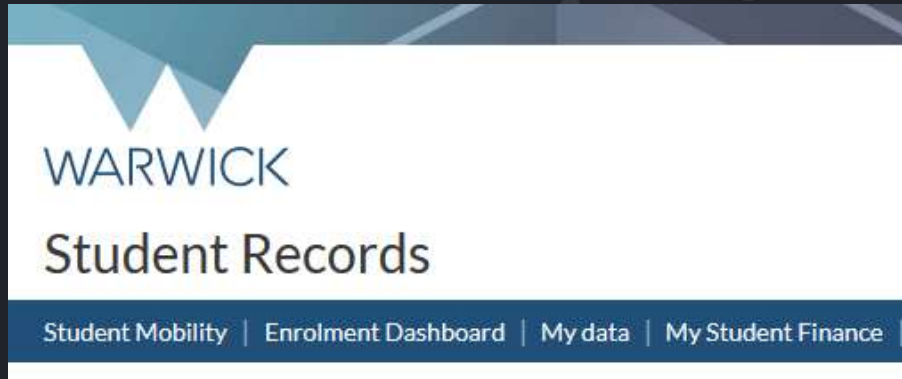 WARWICK
Student Records
Student Mobility | Enrolment Dashboard | My data | My Student Finance |